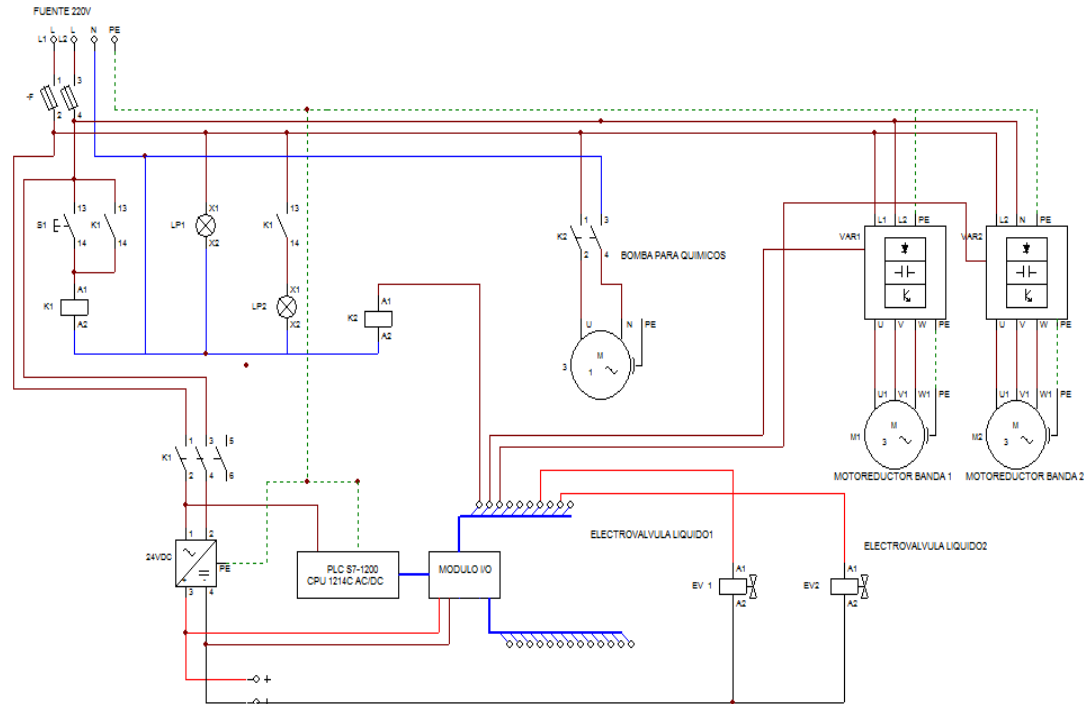 FUENTE 220V
L L N PE
L1 L2
1 3
-F
2 4
13 13
S1 K1
14 14
A1
K1
A2
X1
LP1
X2
13
K1
14
X1
LP2
X2
A1
K2
A2
1 3
K2
2 4
BOMBA PARA QUIMICOS
U N PE
M
3
1
L1 L2 PE
VAR1
U V W PE
U1 V1 W1 PE
M
M1
3
MOTOREDUCTOR BANDA 1
L2 N PE
VAR2
U V W PE
U1 V1 W1 PE
M
M2
3
MOTOREDUCTOR BANDA 2
1 3 5
K1
2 4 6
1 2
24VDC
PE
+
3 4
PLC S7-1200
CPU 1214C AC/DC
MODULO I/O
ELECTROVALVULA LIQUIDO1
A1
EV 1
A2
ELECTROVALVULA LIQUIDO2
A1
EV2
A2
+